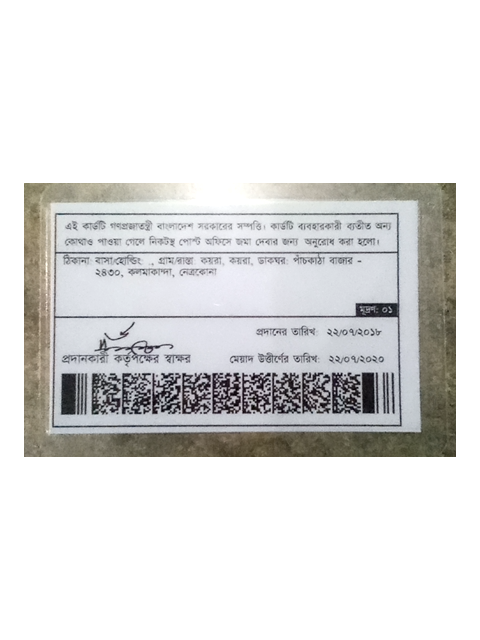 এই কার্ডটি গণপ্রজাতন্ত্রী বাংলাদেশ সরকারের সম্পত্তি। কার্ডটি ব্যবহারকারী ব্যতীত অন্য
কোথাও পাওয়া গেলে নিকটস্থ পোস্ট অফিসে জমা দেবার জন্য অনুরোধ করা হলো।
ঠিকানা: বাসা/হোল্ডিং: ., গ্রাম/রাস্তা: কয়রা, কয়রা, ডাকঘর: পাঁচকাঠা বাজার -
২৪৩০, কলমাকান্দা, নেত্রকোনা
মূদ্রণ: ০১
প্রদানের তারিখ: ২২/০৭/২০১৮
প্রদানকারী কর্তৃপক্ষের স্বাক্ষর
মেয়াদ উত্তীর্ণের তারিখ: ২২/০৭/২০২০